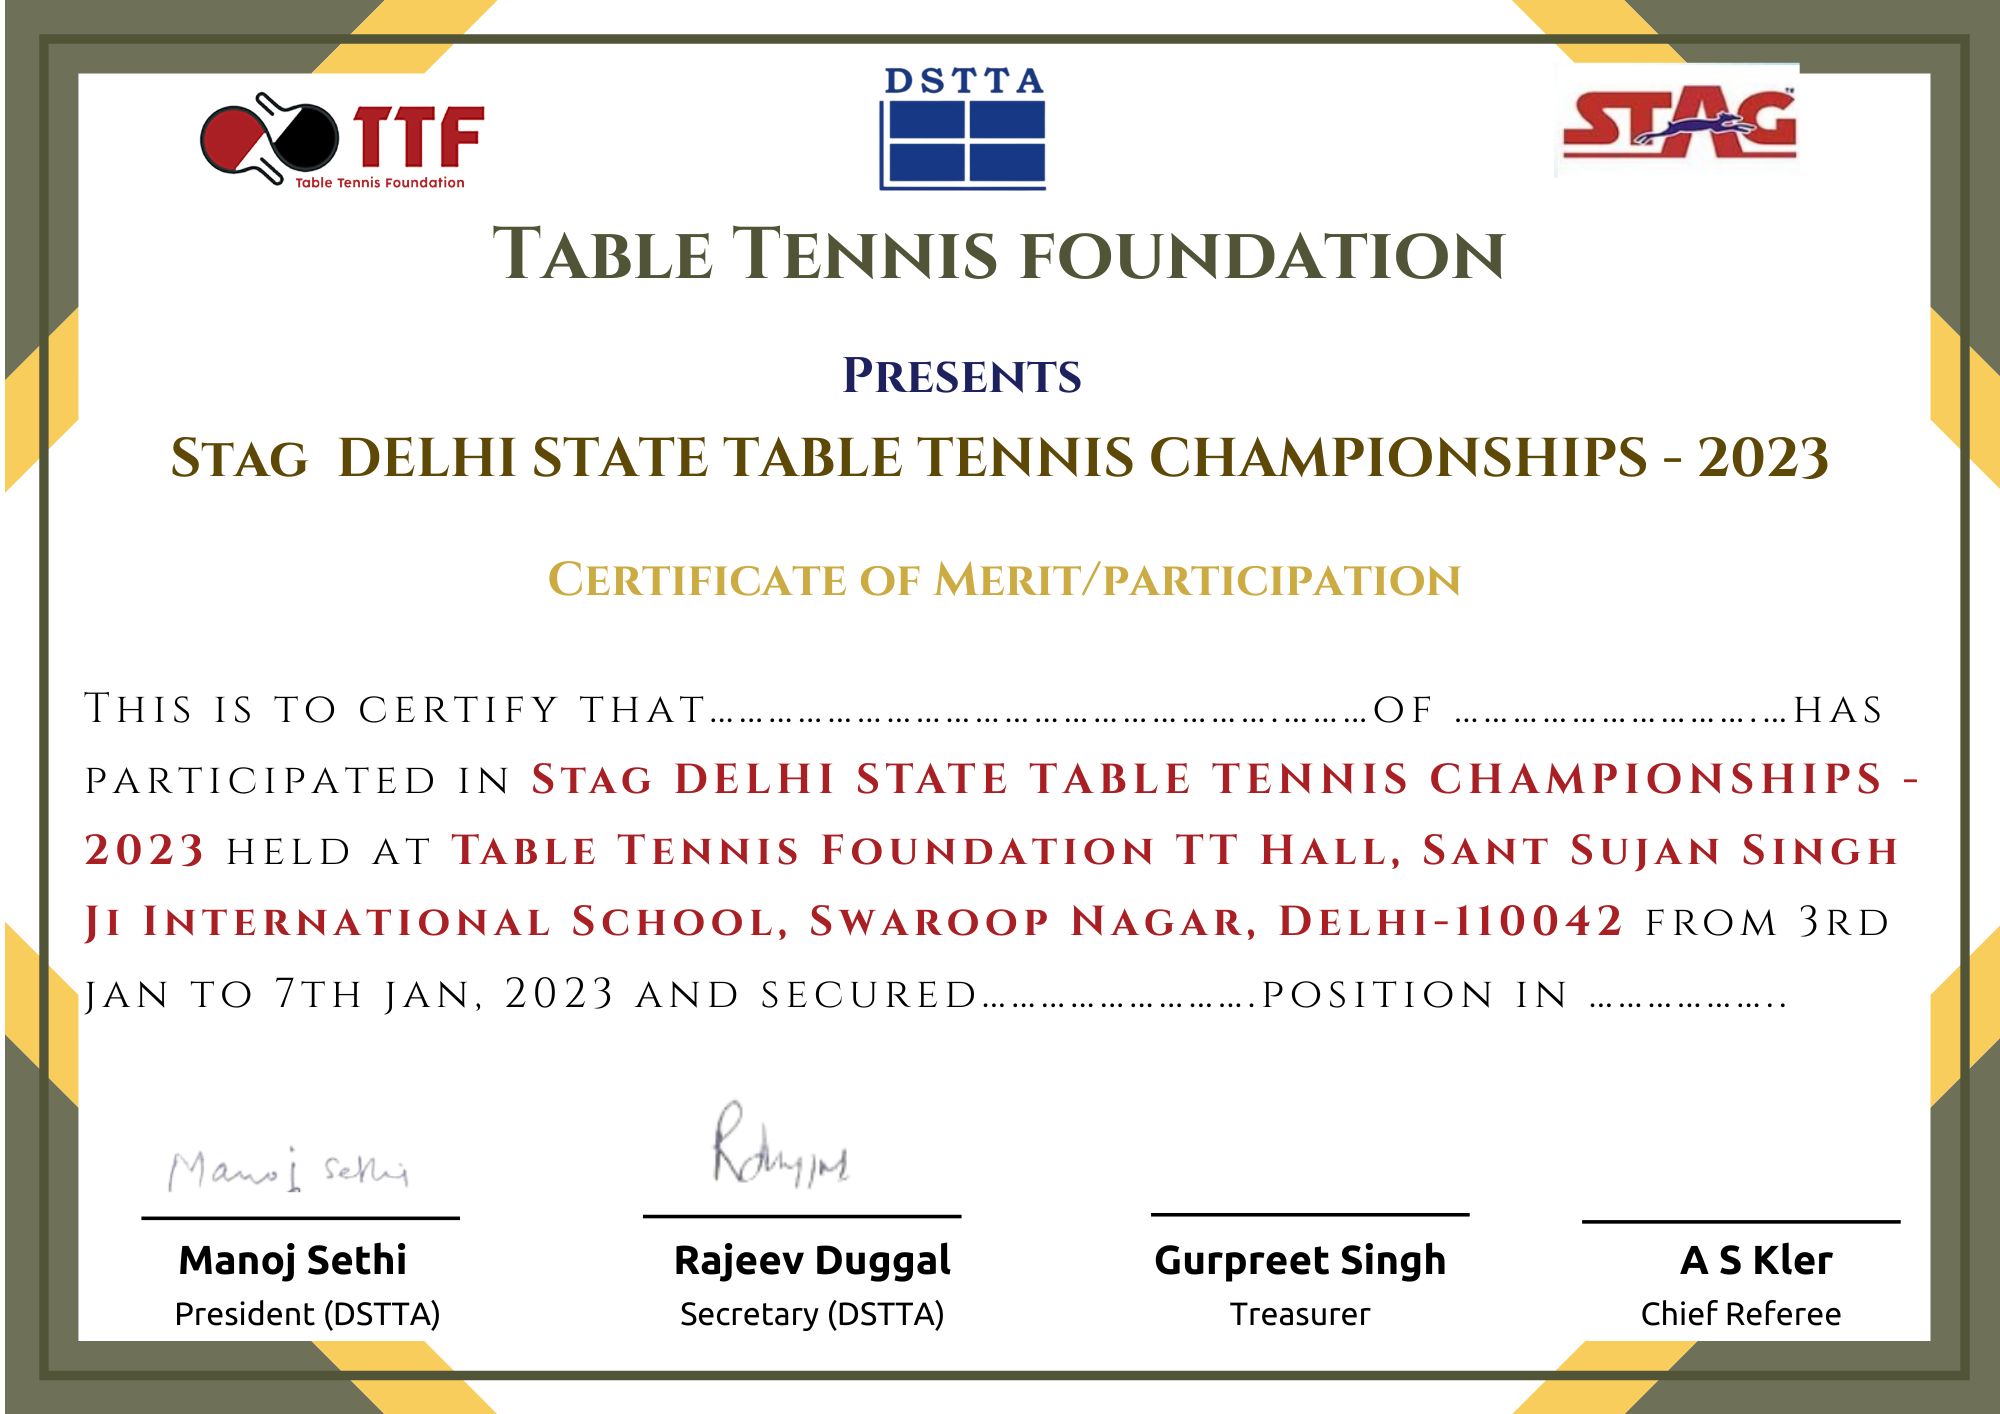 TTF
Table Tennis Foundation
DSTTA
STAG
TABLE TENNIS FOUNDATION
PRESENTS
STAG DELHI STATE TABLE TENNIS CHAMPIONSHIPS - 2023
CERTIFICATE OF MERIT/PARTICIPATION
THIS IS TO CERTIFY THAT…………………………………………………….………OF ………………………….…HAS
PARTICIPATED IN STAG DELHI STATE TABLE TENNIS CHAMPIONSHIPS -
2023 HELD AT TABLE TENNIS FOUNDATION TT HALL, SANT SUJAN SINGH
JI INTERNATIONAL SCHOOL, SWAROOP NAGAR, DELHI-110042 FROM 3RD
JAN TO 7TH JAN, 2023 AND SECURED……………………….POSITION IN ………………..
Manoj Sethi
Rduggal
Manoj Sethi
Rajeev Duggal
Gurpreet Singh
A S Kler
President (DSTTA)
Secretary (DSTTA)
Treasurer
Chief Referee